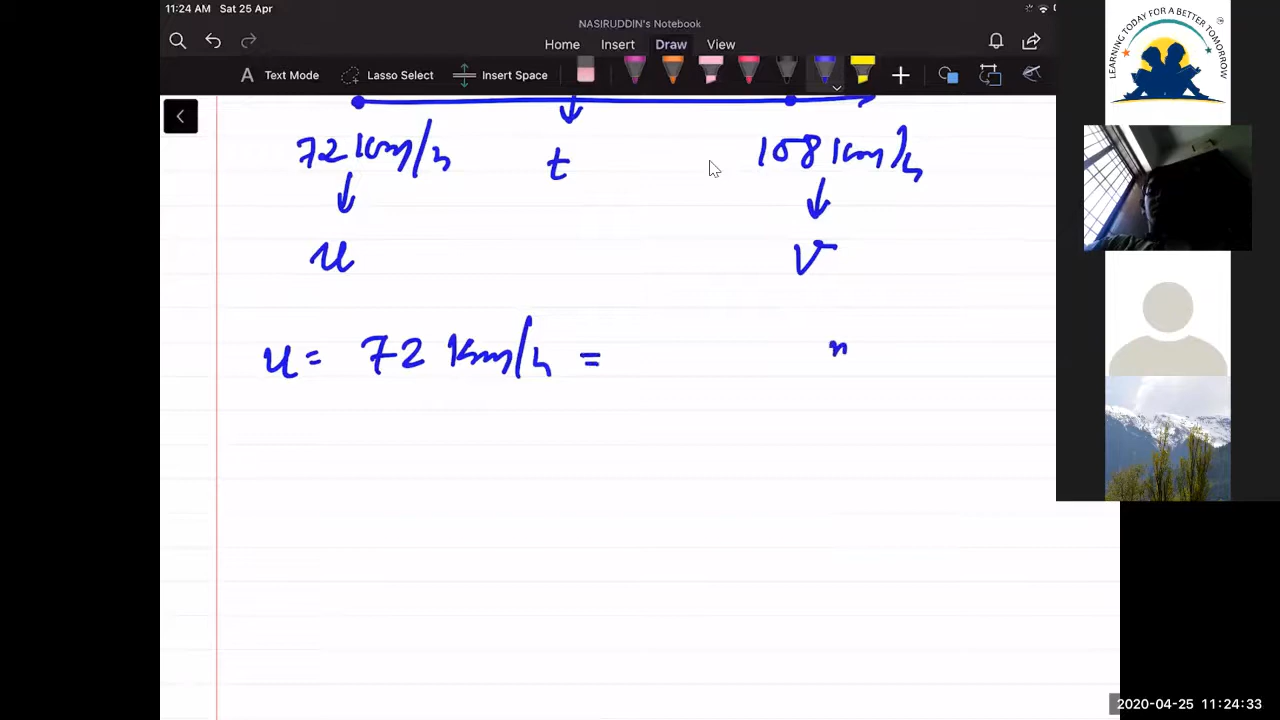 11:24 AM Sat 25 Apr
NASIRUDDIN's Notebook
Home Insert Draw View
A Text Mode Lasso Select Insert Space
72 Km/h t 108 Km/h
u v
u = 72 Km/h =
LEARNING TODAY FOR A BETTER TOMORROW
2020-04-25 11:24:33